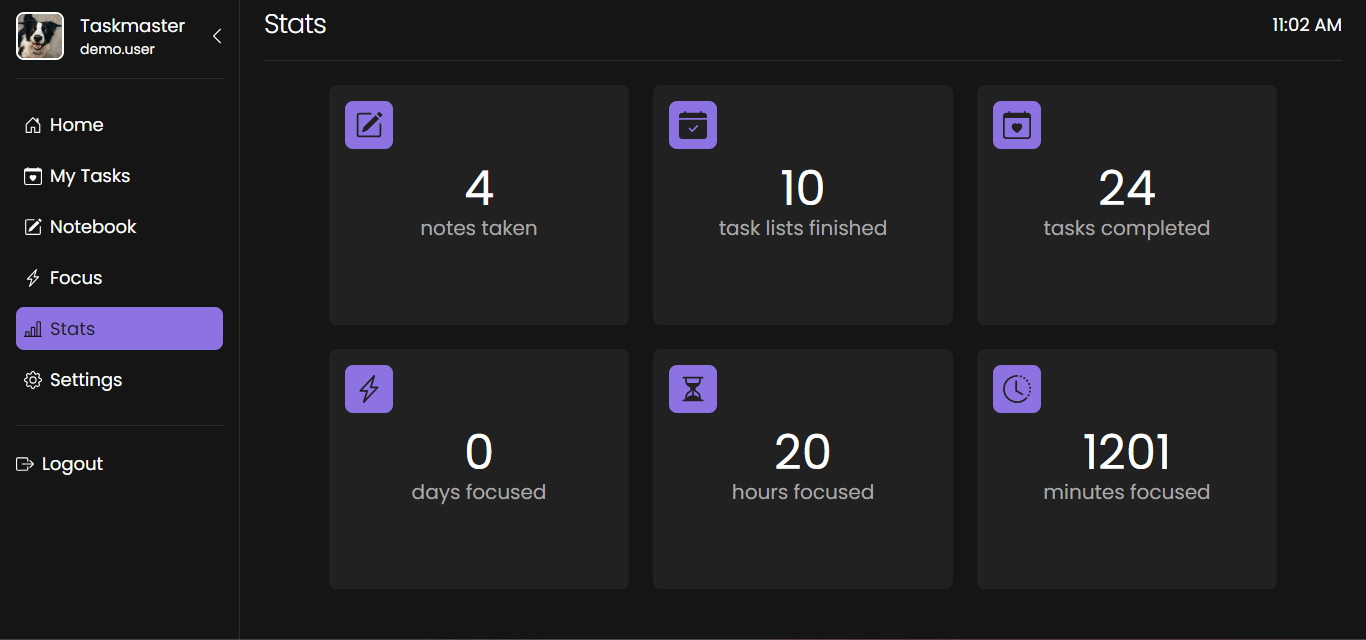 Taskmaster
demo.user
Home
My Tasks
Notebook
Focus
Stats
Settings
Logout
Stats
11:02 AM
4
notes taken
10
task lists finished
24
tasks completed
0
days focused
20
hours focused
1201
minutes focused